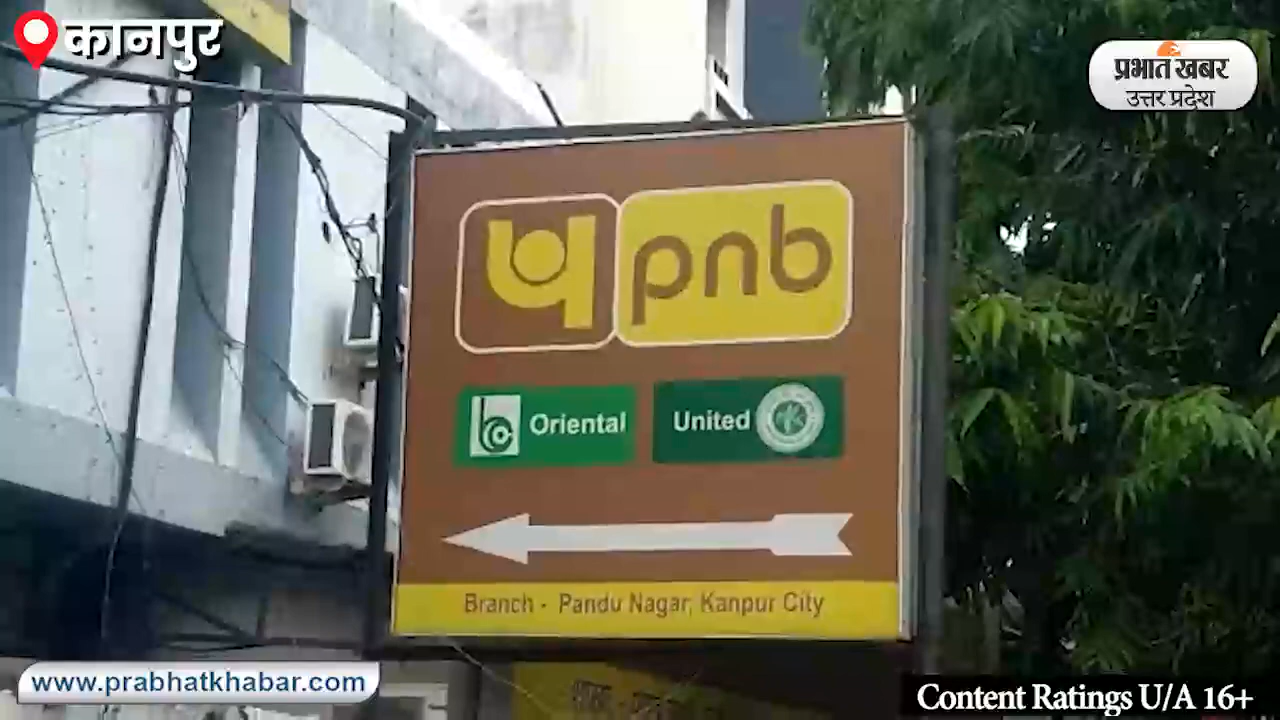 कानपुर
प्रभात खबर
उत्तर प्रदेश
pnb
Oriental
United
Branch - Pandu Nagar, Kanpur City
www.prabhatkhabar.com
Content Ratings U/A 16+